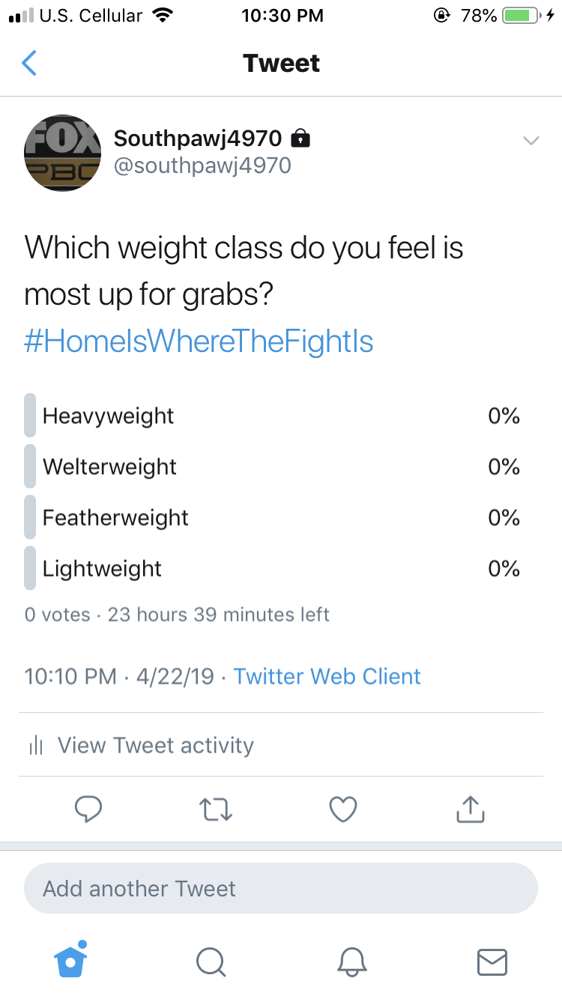 U.S. Cellular 10:30 PM 78%
Tweet
FOX
PBC
Southpawj4970
@southpawj4970
Which weight class do you feel is
most up for grabs?
#HomeIsWhereTheFightIs
Heavyweight 0%
Welterweight 0%
Featherweight 0%
Lightweight 0%
0 votes · 23 hours 39 minutes left
10:10 PM · 4/22/19 · Twitter Web Client
View Tweet activity
Add another Tweet